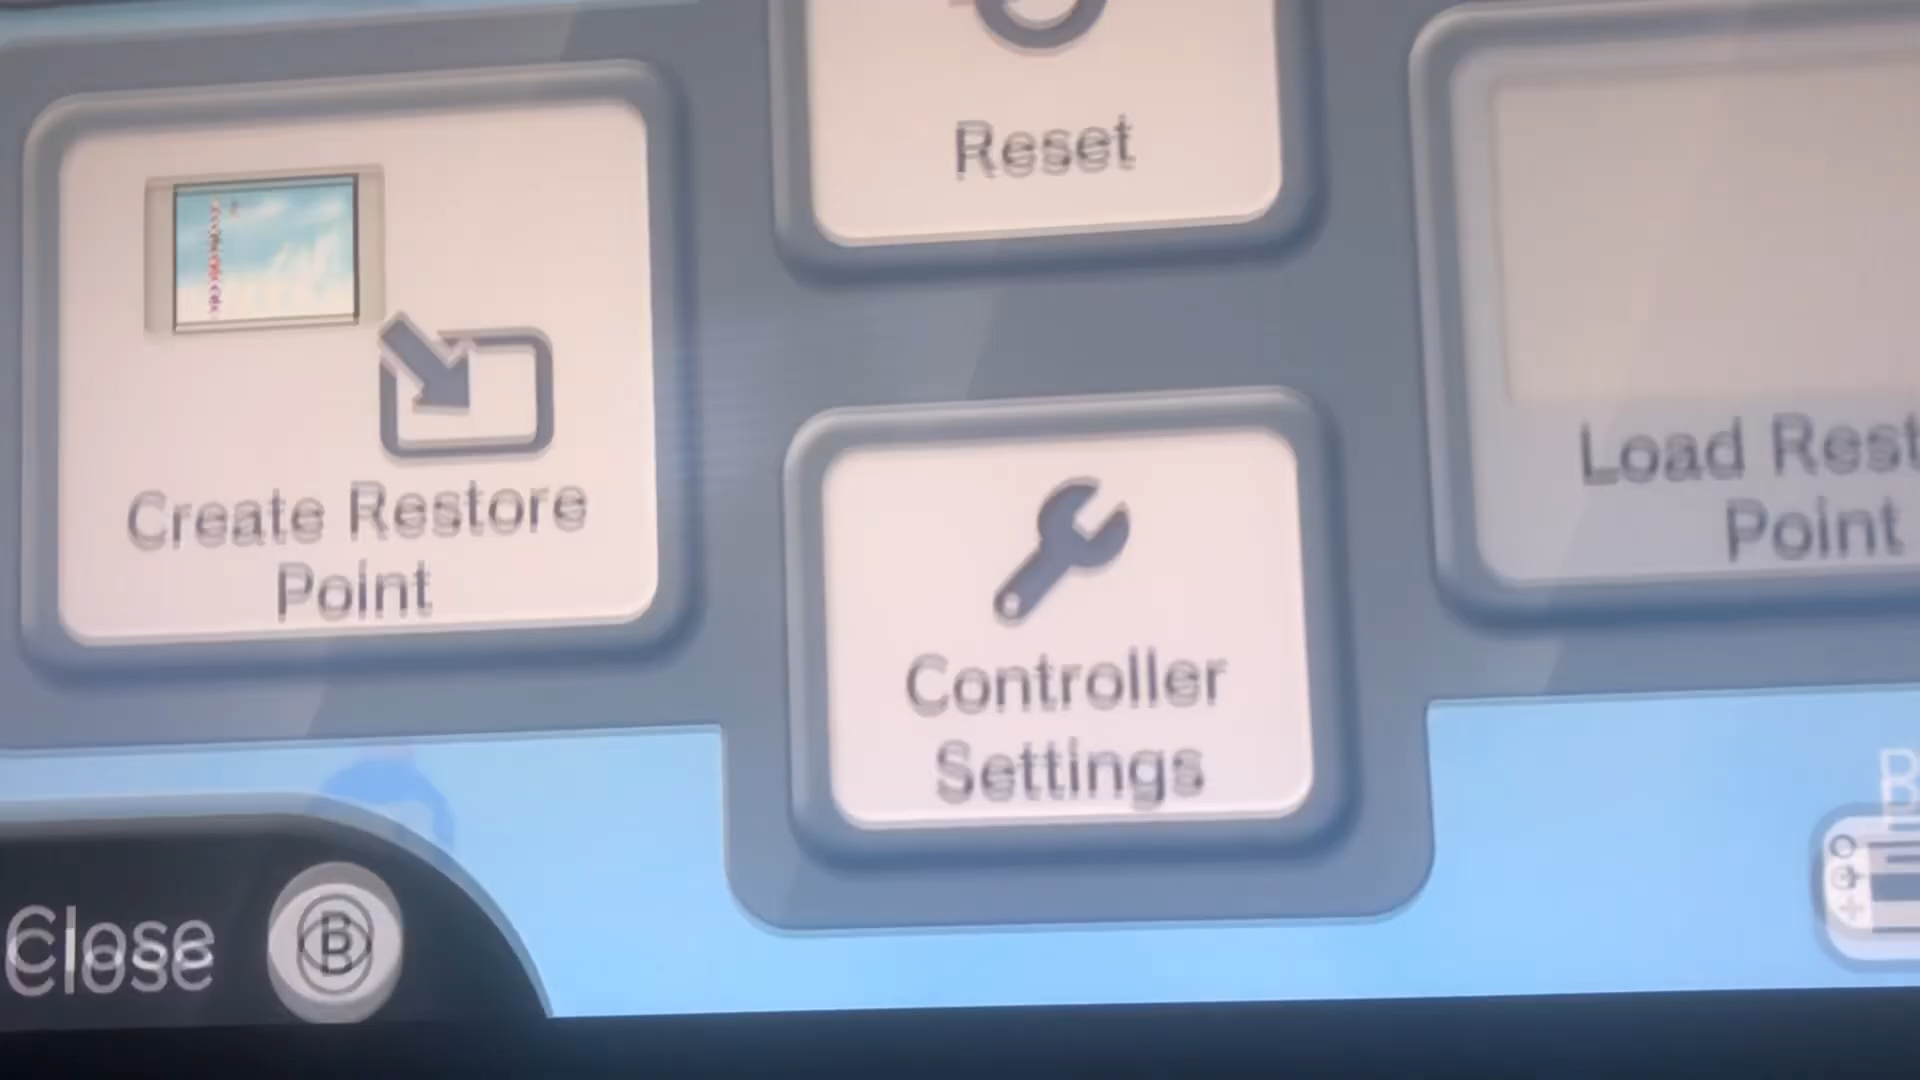 Reset
Create Restore
Point
Load Rest
Point
Controller
Settings
Close
B
B